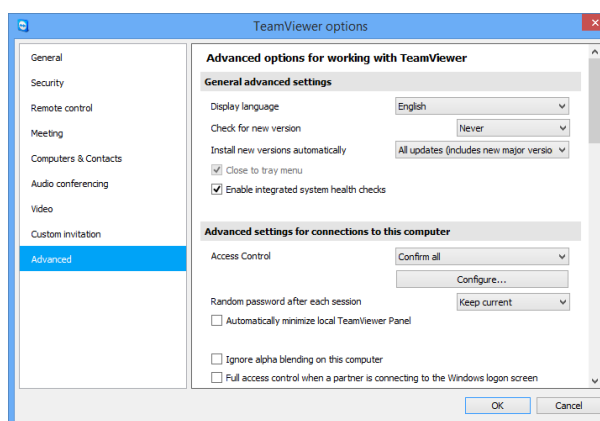 TeamViewer options
General
Security
Remote control
Meeting
Computers & Contacts
Audio conferencing
Video
Custom invitation
Advanced
Advanced options for working with TeamViewer
General advanced settings
Display language English
Check for new version Never
Install new versions automatically All updates (includes new major versio
Close to tray menu
Enable integrated system health checks
Advanced settings for connections to this computer
Access Control Confirm all
Configure...
Random password after each session Keep current
Automatically minimize local TeamViewer Panel
Ignore alpha blending on this computer
Full access control when a partner is connecting to the Windows logon screen
OK Cancel